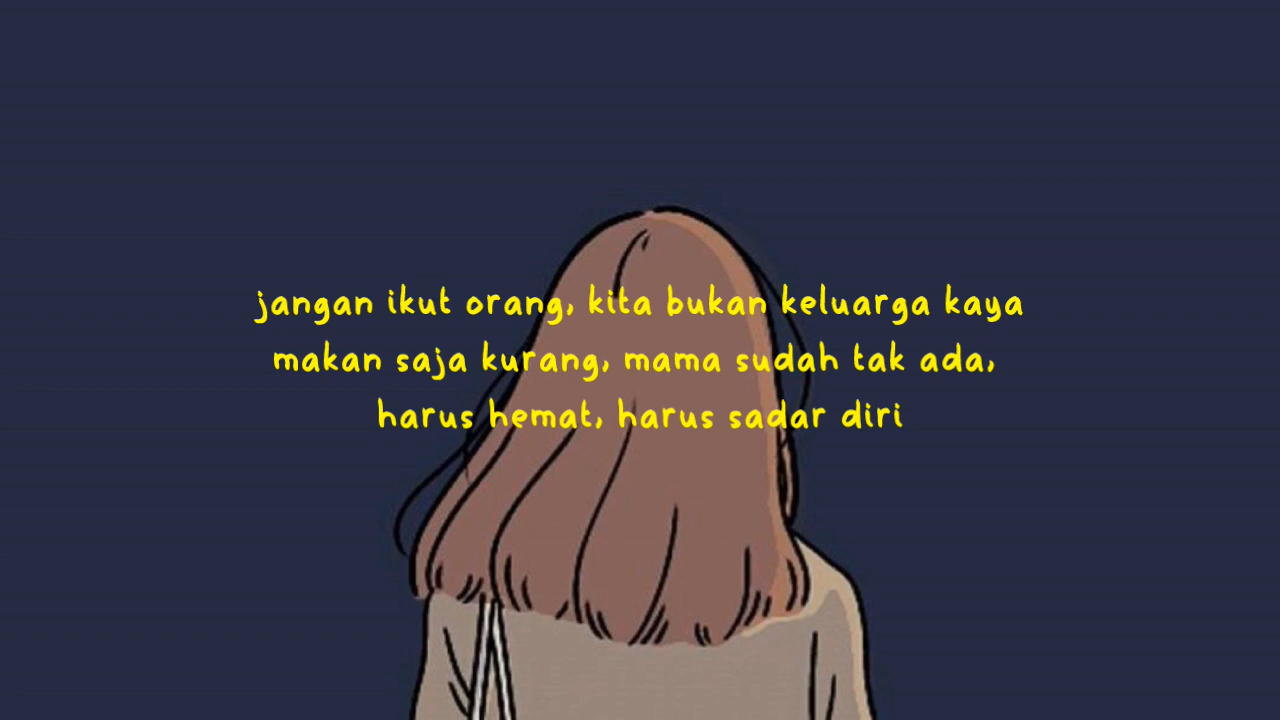 jangan ikut orang, kita bukan keluarga kaya
makan saja kurang, mama sudah tak ada,
harus hemat, harus sadar diri